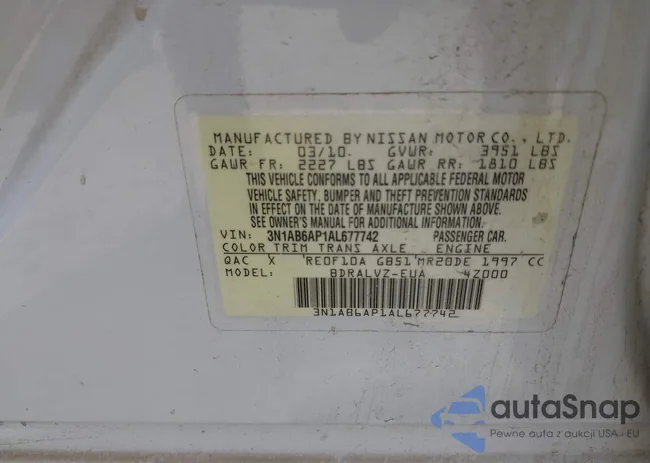 MANUFACTURED BY NISSAN MOTOR CO., LTD.
DATE: 03/10. GVWR: 3951 LBS
GAWR FR: 2227 LBS GAWR RR: 1810 LBS
THIS VEHICLE CONFORMS TO ALL APPLICABLE FEDERAL MOTOR
VEHICLE SAFETY, BUMPER AND THEFT PREVENTION STANDARDS
IN EFFECT ON THE DATE OF MANUFACTURE SHOWN ABOVE.
SEE OWNER'S MANUAL FOR ADDITIONAL INFORMATION.
VIN: 3N1AB6AP1AL677742 PASSENGER CAR.
COLOR TRIM TRANS AXLE ENGINE
QAC X RE0F10A GB51 MR20DE 1997 CC
MODEL: BDRALVZ-EUA 4Z000
3N1AB6AP1AL677742
autoSnap
Pewne auta z aukcji USA i EU